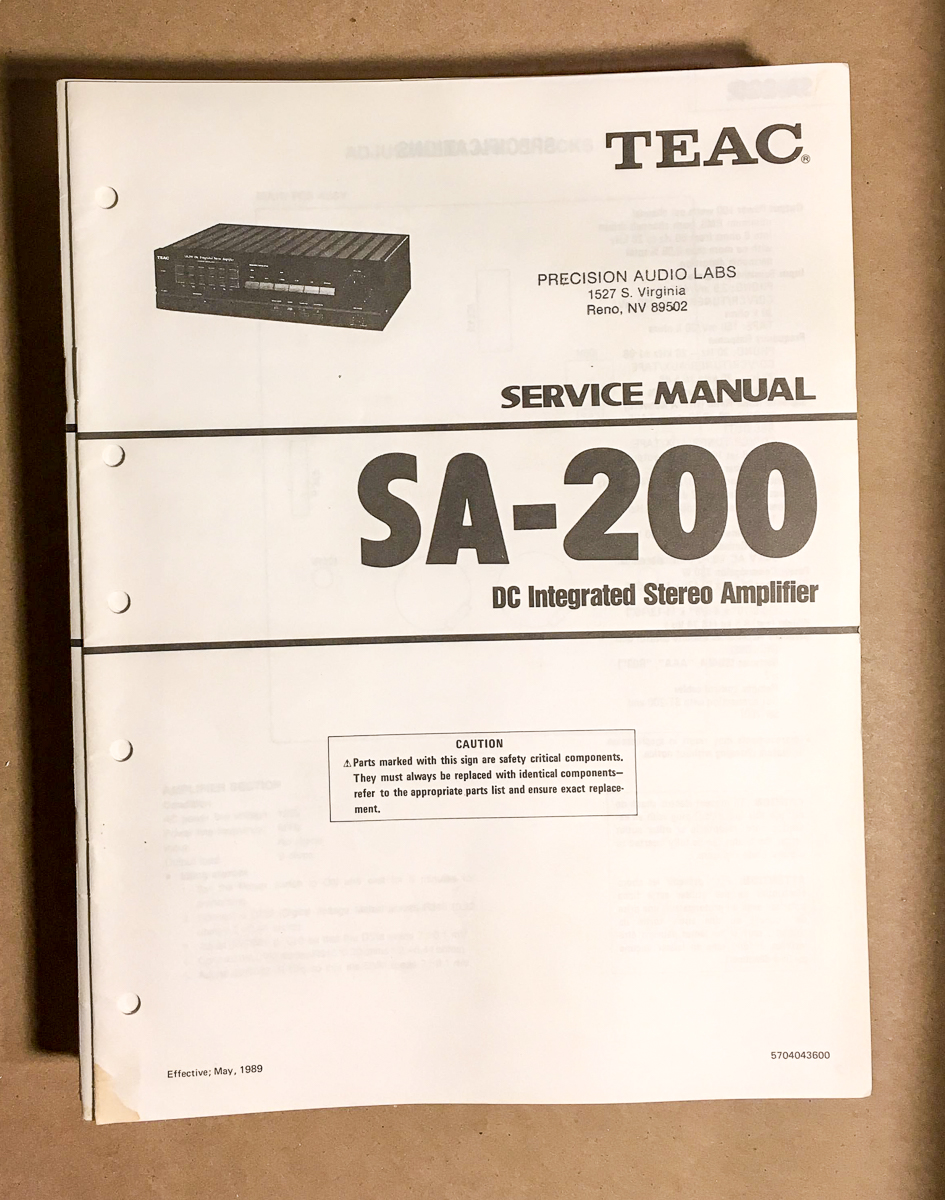 TEAC®
TEAC
PRECISION AUDIO LABS
1527 S. Virginia
Reno, NV 89502
SERVICE MANUAL
SA-200
DC Integrated Stereo Amplifier
CAUTION
⚠Parts marked with this sign are safety critical components.
They must always be replaced with identical components—
refer to the appropriate parts list and ensure exact replace-
ment.
5704043600
Effective; May, 1989